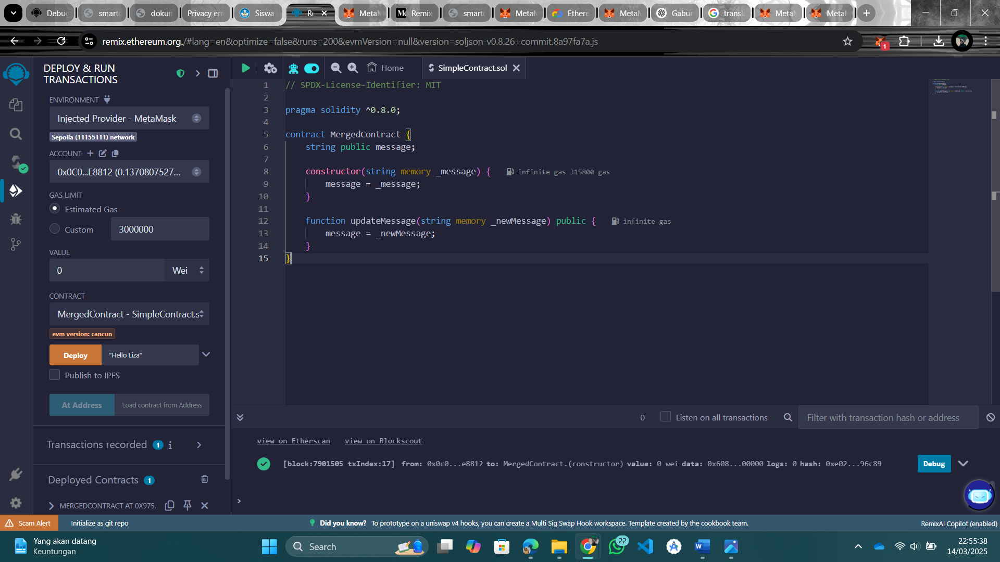 Debu
smart
dokun
Privacy err
Siswa
Re
MetaM
Remix
smart
MetaM
Ethere
MetaM
Gabur
transl
MetaM
MetaM
remix.ethereum.org./#lang=en&optimize=false&runs=200&evmVersion=null&version=soljson-v0.8.26+commit.8a97fa7a.js
1
DEPLOY & RUN
TRANSACTIONS
ENVIRONMENT
Injected Provider - MetaMask
Sepolia (11155111) network
ACCOUNT
0x0C0...E8812 (0.1370807527...
GAS LIMIT
Estimated Gas
Custom
3000000
VALUE
0
Wei
CONTRACT
MergedContract - SimpleContract.s
evm version: cancun
Deploy
"Hello Liza"
Publish to IPFS
At Address
Load contract from Address
Transactions recorded 1 i
Deployed Contracts 1
MERGEDCONTRACT AT 0X975.
Home
SimpleContract.sol
1 // SPDX-License-Identifier: MIT
2
3 pragma solidity ^0.8.0;
4
5 contract MergedContract {
6 string public message;
7
8 constructor(string memory _message) { infinite gas 315800 gas
9 message = _message;
10 }
11
12 function updateMessage(string memory _newMessage) public { infinite gas
13 message = _newMessage;
14 }
15 }
0
Listen on all transactions
Filter with transaction hash or address
view on Etherscan view on Blockscout
[block:7901505 txIndex:17] from: 0x0c0...e8812 to: MergedContract.(constructor) value: 0 wei data: 0x608...00000 logs: 0 hash: 0xe02...96c89
Debug
>
Scam Alert
Initialize as git repo
Did you know? To prototype on a uniswap v4 hooks, you can create a Multi Sig Swap Hook workspace. Template created by the cookbook team.
RemixAI Copilot (enabled)
Yang akan datang
Keuntungan
Search
22
22:55:38
14/03/2025